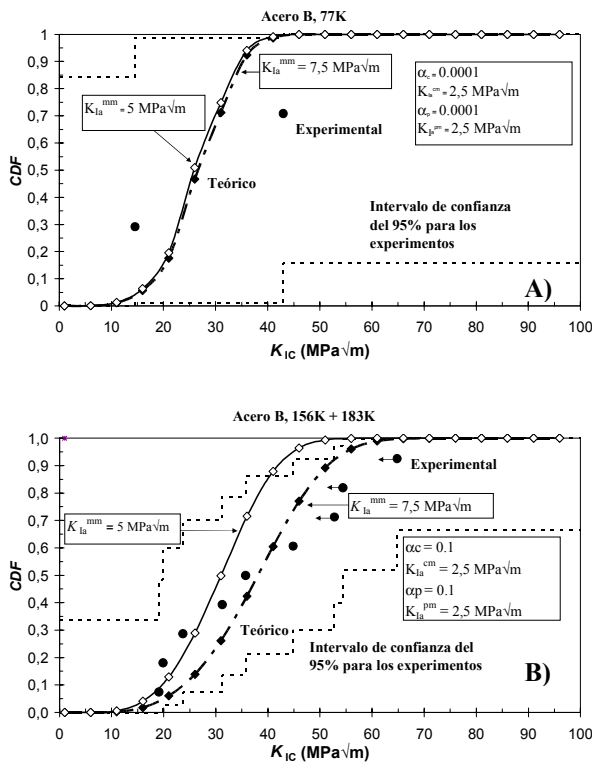 Acero B, 77K
CDF
1
0,9
0,8
0,7
0,6
0,5
0,4
0,3
0,2
0,1
0
K_Ia^mm = 7,5 MPa√m
K_Ia^mm = 5 MPa√m
α_c = 0.0001
K_Ia^cm = 2,5 MPa√m
α_p = 0.0001
K_Ia^pm = 2,5 MPa√m
Experimental
Teórico
Intervalo de confianza
del 95% para los
experimentos
A)
0 10 20 30 40 50 60 70 80 90 100
K_IC (MPa√m)
Acero B, 156K + 183K
CDF
1,0
0,9
0,8
0,7
0,6
0,5
0,4
0,3
0,2
0,1
0,0
Experimental
K_Ia^mm = 5 MPa√m
K_Ia^mm = 7,5 MPa√m
αc = 0.1
K_Ia^cm = 2,5 MPa√m
αp = 0.1
K_Ia^pm = 2,5 MPa√m
Teórico
Intervalo de confianza del
95% para los experimentos
B)
0 10 20 30 40 50 60 70 80 90 100
K_IC (MPa√m)